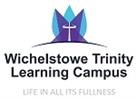 Wichelstowe Trinity
Learning Campus
LIFE IN ALL ITS FULLNESS